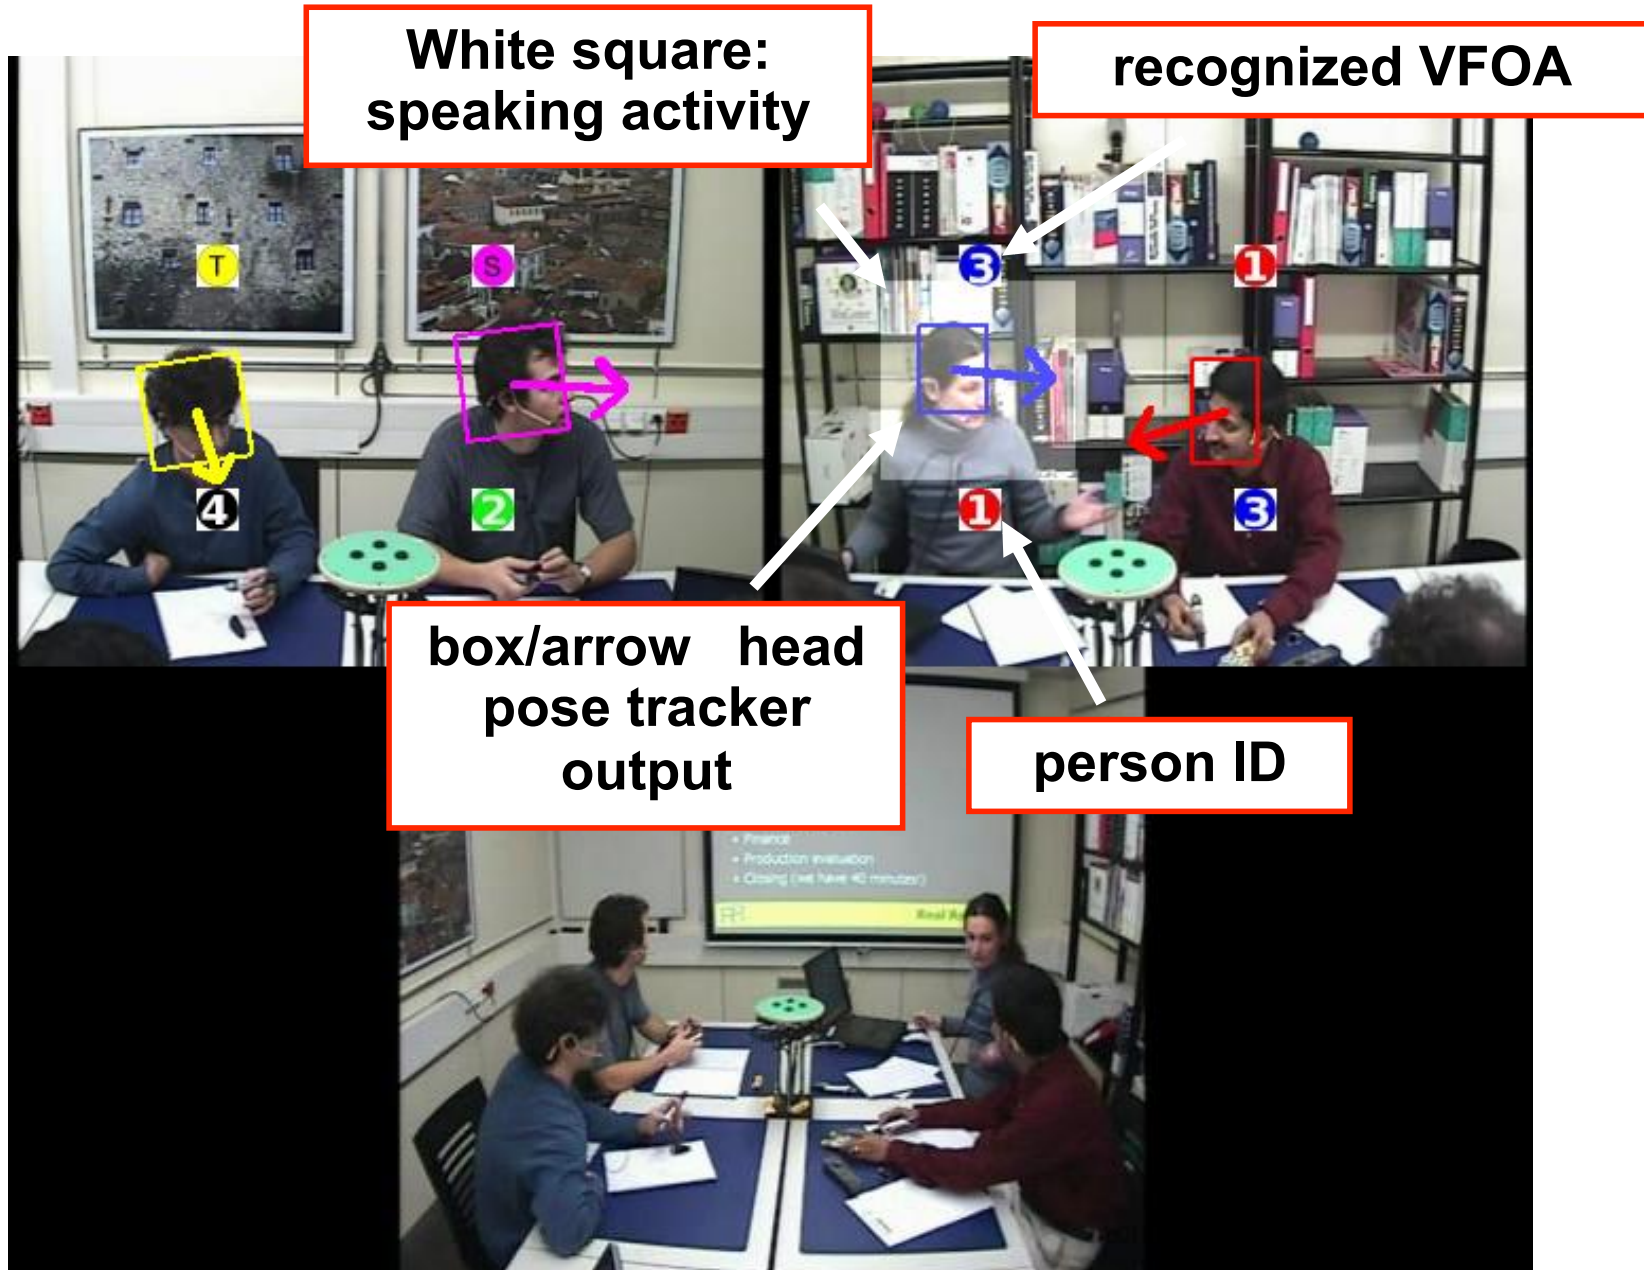 White square:
speaking activity
recognized VFOA
T
S
3
1
4
2
1
3
box/arrow head
pose tracker
output
person ID
• Finance
• Production evaluation
• Closing (we have 40 minutes!)